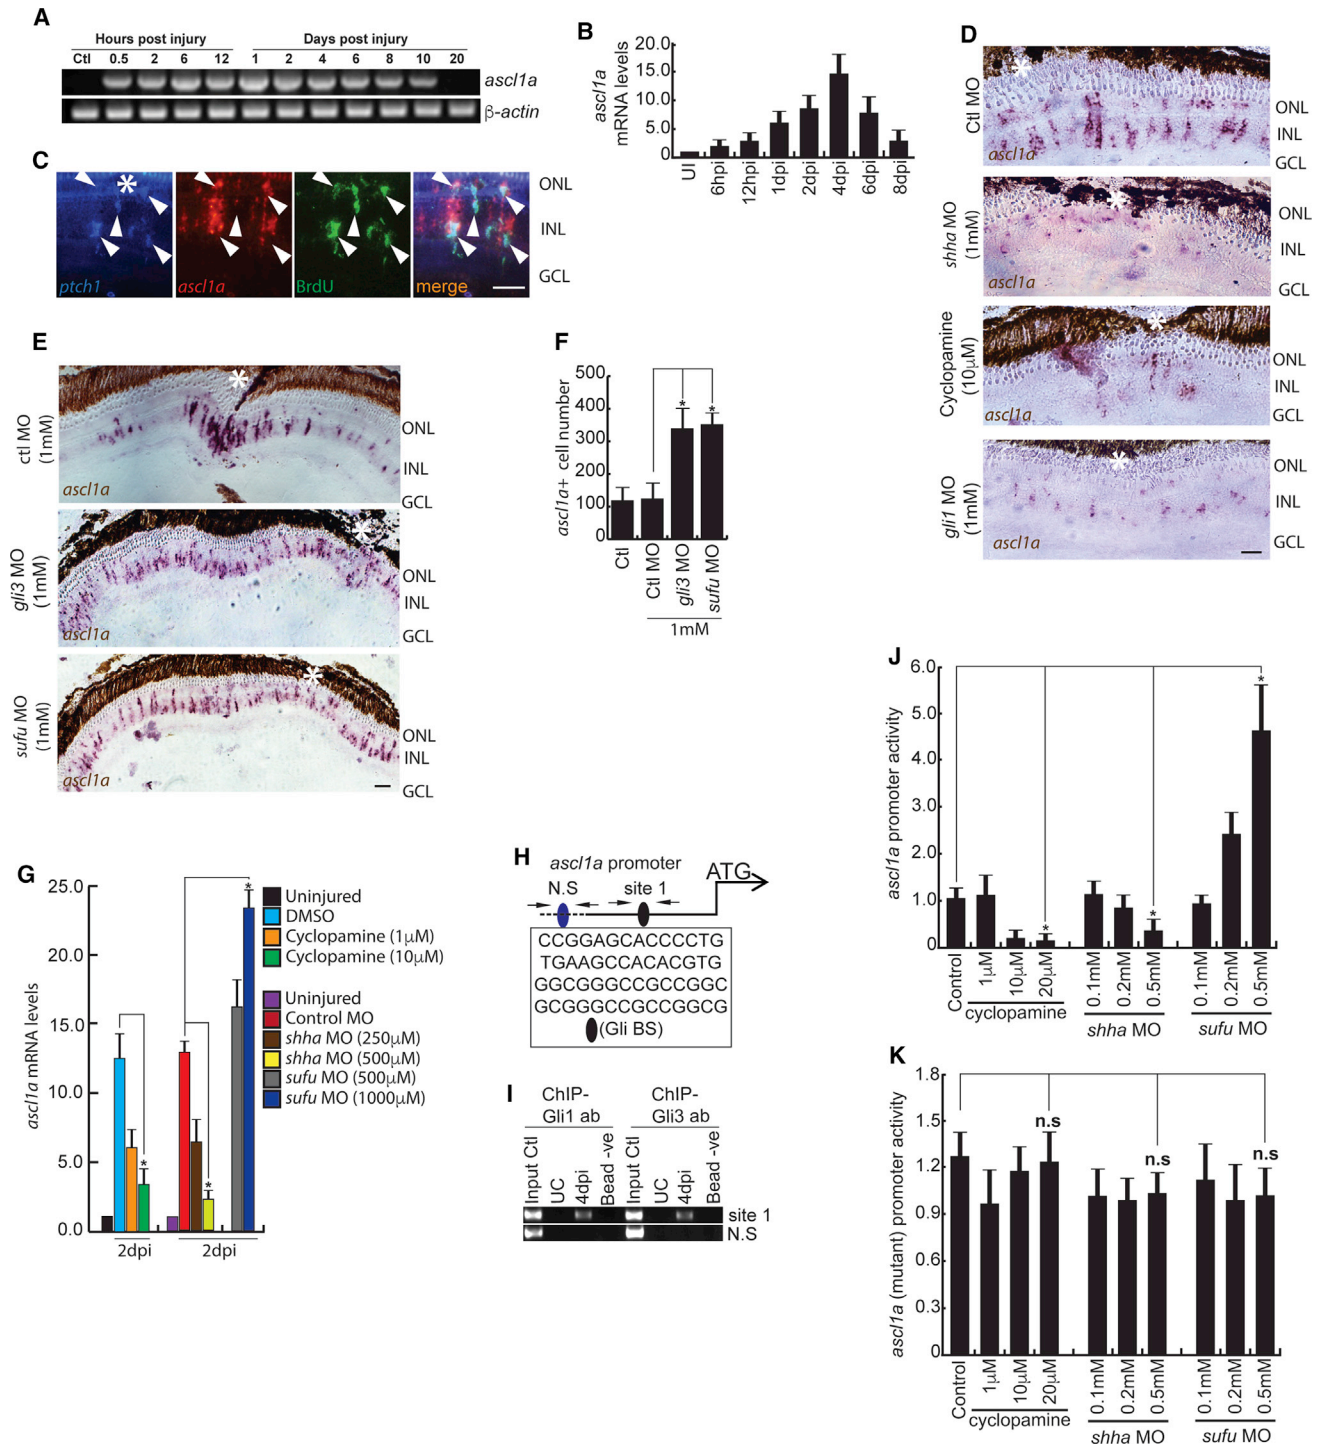 A
Hours post injury
Days post injury
Ctl 0.5 2 6 12 1 2 4 6 8 10 20
ascl1a
β-actin
B
ascl1a
mRNA levels
20.0
15.0
10.0
5.0
0
UI
6hpi
12hpi
1dpi
2dpi
4dpi
6dpi
8dpi
C
ptch1
ascl1a
BrdU
merge
ONL
INL
GCL
D
Ctl MO
ascl1a
ONL
INL
GCL
shha MO
(1mM)
ascl1a
ONL
INL
GCL
Cyclopamine
(10μM)
ascl1a
ONL
INL
GCL
gli1 MO
(1mM)
ascl1a
ONL
INL
GCL
E
ctl MO
(1mM)
ascl1a
ONL
INL
GCL
gli3 MO
(1mM)
ascl1a
ONL
INL
GCL
sufu MO
(1mM)
ascl1a
ONL
INL
GCL
F
ascl1a+ cell number
500
400
300
200
100
0
* *
Ctl
Ctl MO
gli3 MO
sufu MO
1mM
G
ascl1a mRNA levels
25.0
20.0
15.0
10.0
5.0
0.0
* * *
2dpi
2dpi
Uninjured
DMSO
Cyclopamine (1μM)
Cyclopamine (10μM)
Uninjured
Control MO
shha MO (250μM)
shha MO (500μM)
sufu MO (500μM)
sufu MO (1000μM)
H
ascl1a promoter
ATG
N.S
site 1
CCGGAGCACCCCTG
TGAAGCCACACGTG
GGCGGGCCGCCGGC
GCGGGCCGCCGGCG
(Gli BS)
I
ChIP-
Gli1 ab
ChIP-
Gli3 ab
Input Ctl
UC
4dpi
Bead -ve
Input Ctl
UC
4dpi
Bead -ve
site 1
N.S
J
ascl1a promoter activity
6.0
5.0
4.0
3.0
2.0
1.0
0
* * *
Control
1μM
10μM
20μM
cyclopamine
0.1mM
0.2mM
0.5mM
shha MO
0.1mM
0.2mM
0.5mM
sufu MO
K
ascl1a (mutant) promoter activity
1.8
1.5
1.2
0.9
0.6
0.3
0
n.s
n.s
n.s
Control
1μM
10μM
20μM
cyclopamine
0.1mM
0.2mM
0.5mM
shha MO
0.1mM
0.2mM
0.5mM
sufu MO